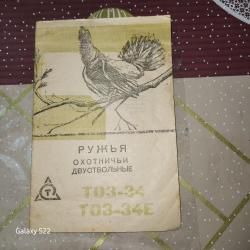 РУЖЬЯ
ОХОТНИЧЬИ
ДВУСТВОЛЬНЫЕ
Т
ТОЗ-34
ТОЗ-34Е
Galaxy S22